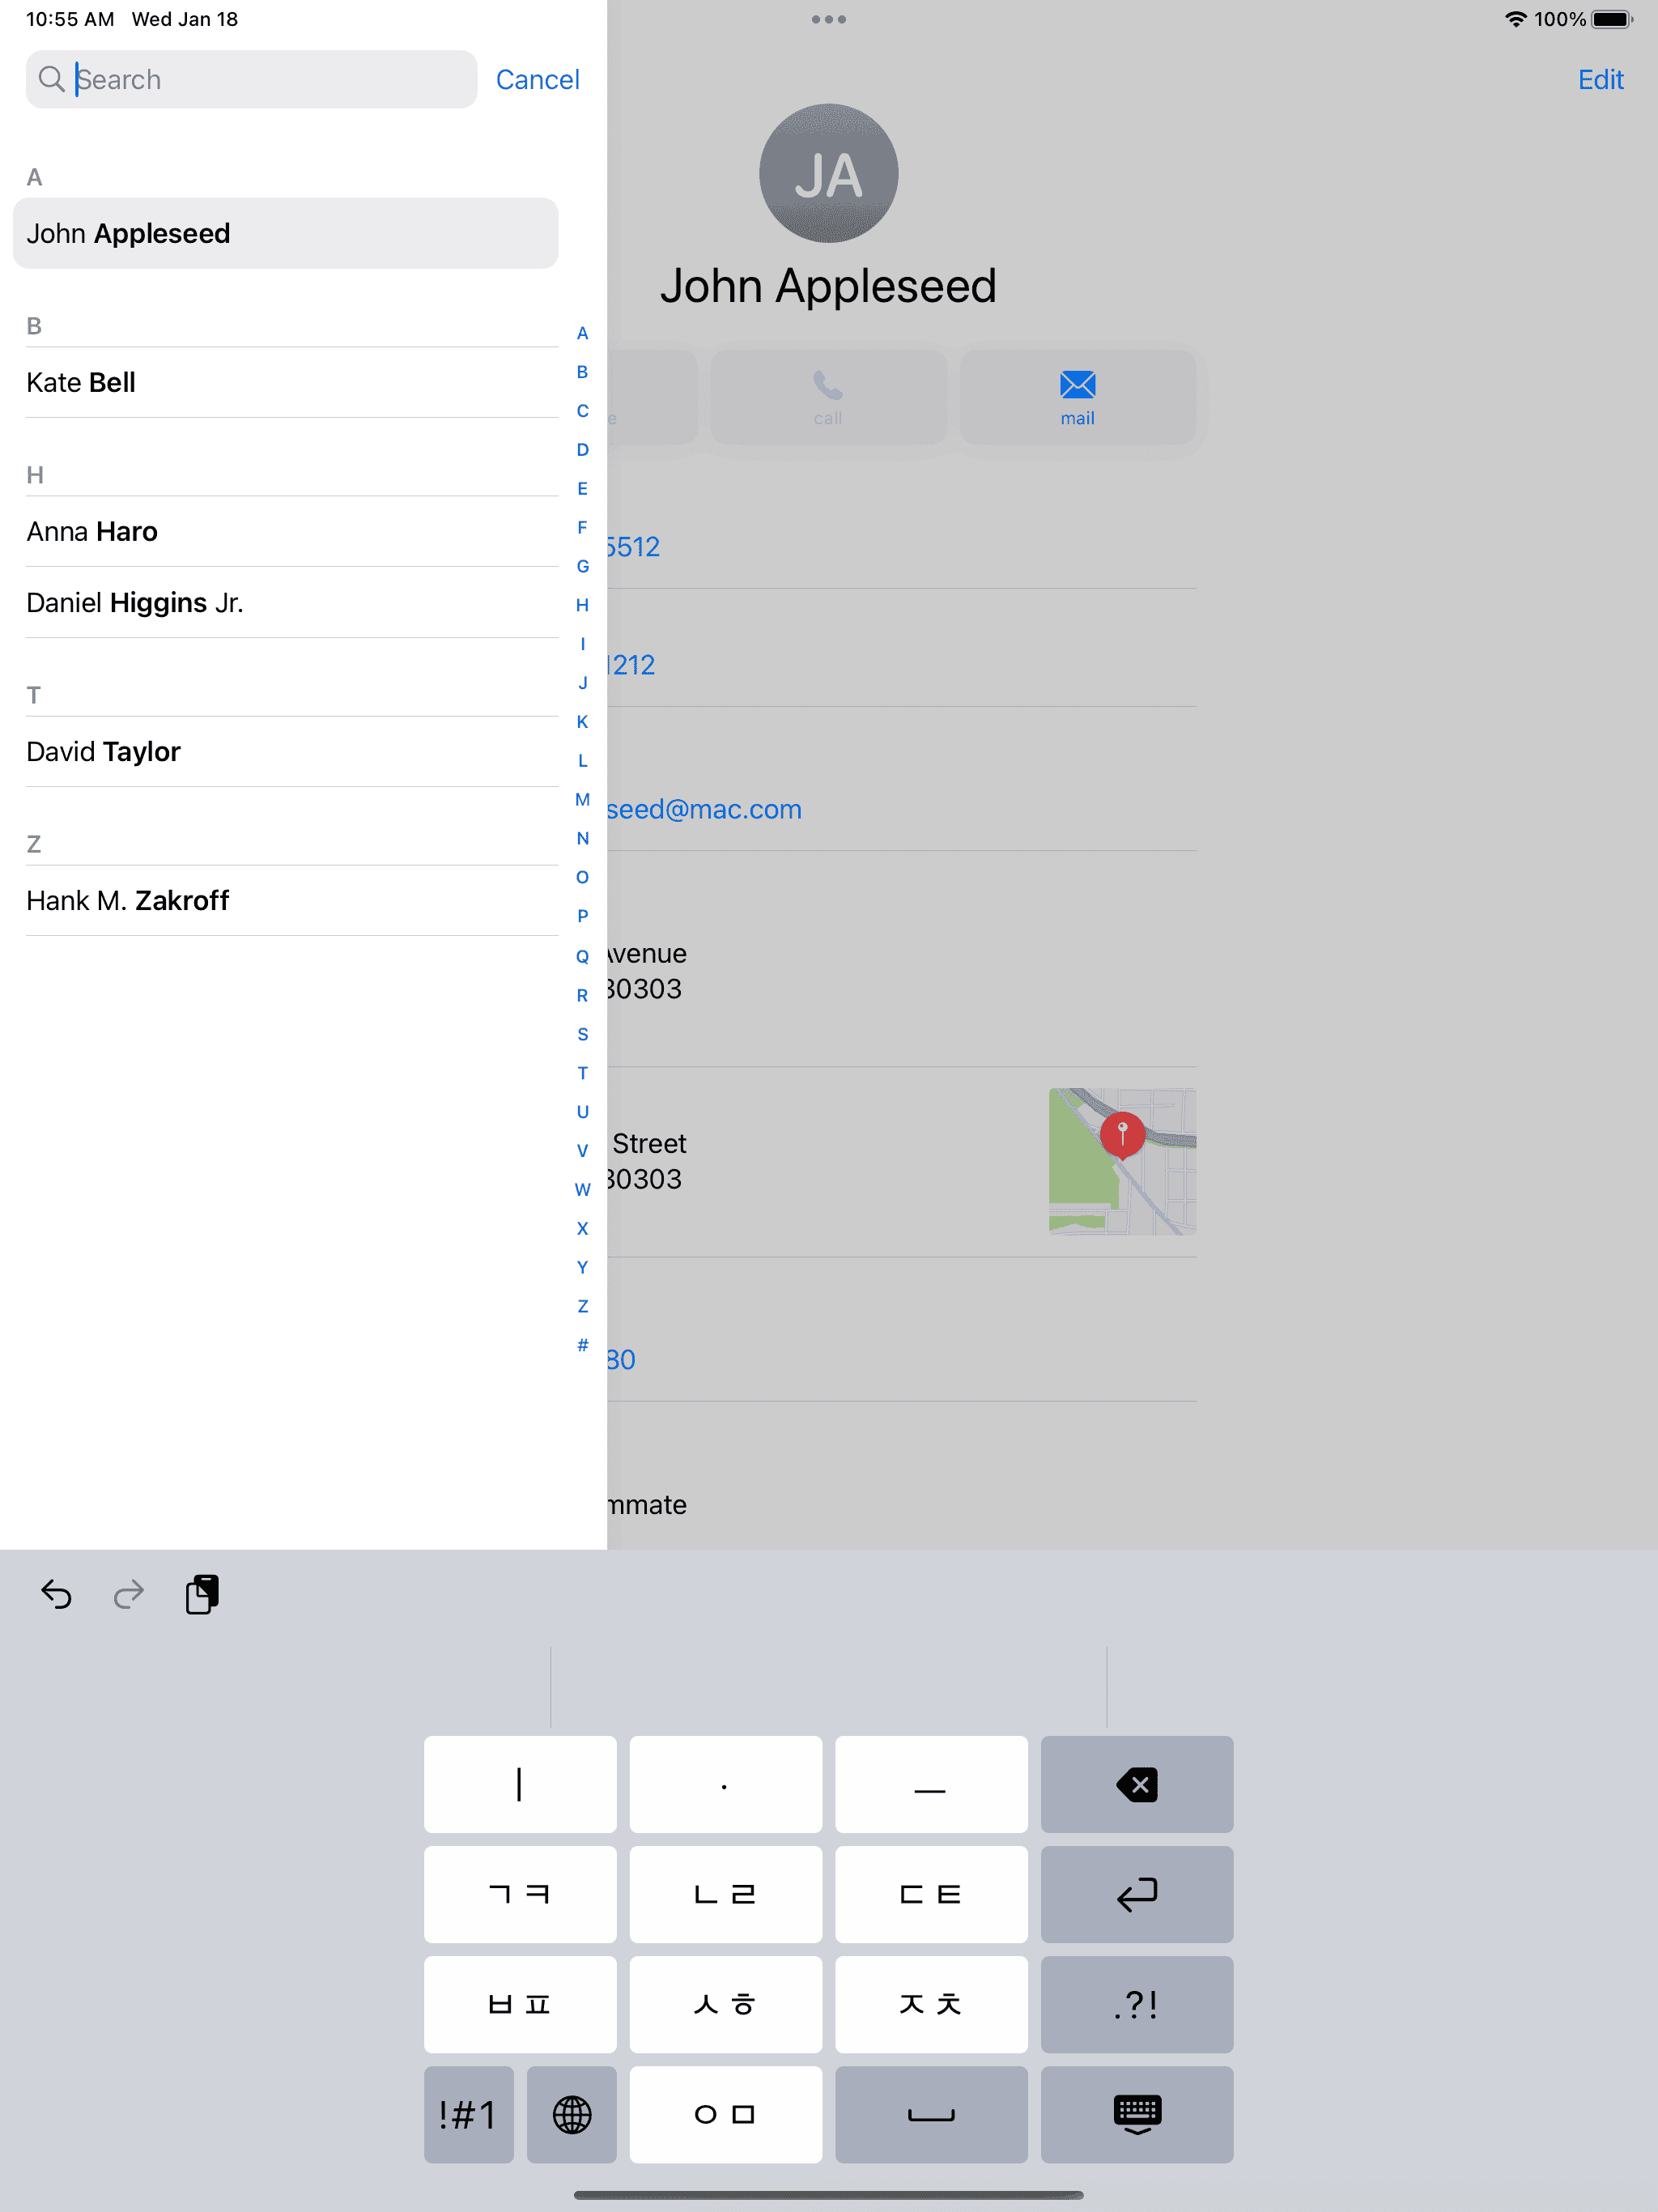 10:55 AM Wed Jan 18
100%
Search
Cancel
Edit
A
John Appleseed
B
Kate Bell
H
Anna Haro
Daniel Higgins Jr.
T
David Taylor
Z
Hank M. Zakroff
A
B
C
D
E
F
G
H
I
J
K
L
M
N
O
P
Q
R
S
T
U
V
W
X
Y
Z
#
JA
John Appleseed
call
mail
5512
1212
seed@mac.com
Avenue
30303
Street
30303
80
mmate
ㅣ
·
ㅡ
ㄱㅋ
ㄴㄹ
ㄷㅌ
ㅂㅍ
ㅅㅎ
ㅈㅊ
.?!
!#1
ㅇㅁ